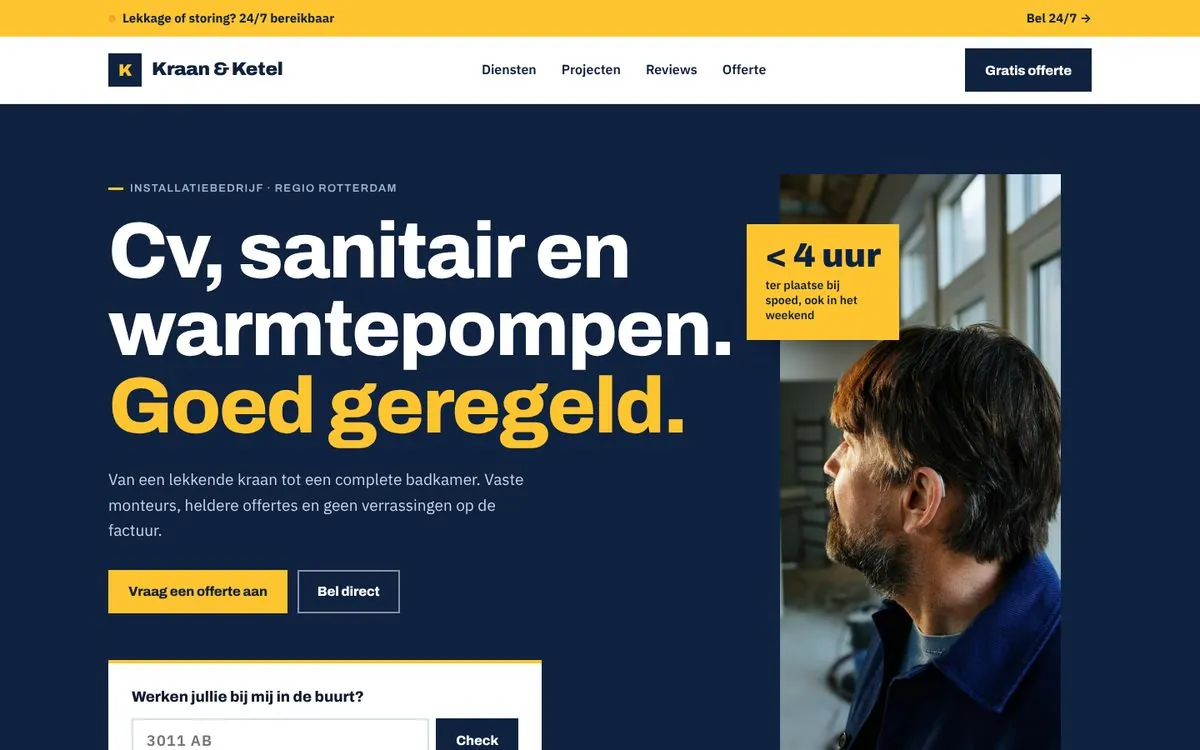 Lekkage of storing? 24/7 bereikbaar
Bel 24/7 →
K
Kraan & Ketel
Diensten
Projecten
Reviews
Offerte
Gratis offerte
INSTALLATIEBEDRIJF · REGIO ROTTERDAM
Cv, sanitair en
warmtepompen.
Goed geregeld.
< 4 uur
ter plaatse bij
spoed, ook in het
weekend
Van een lekkende kraan tot een complete badkamer. Vaste
monteurs, heldere offertes en geen verrassingen op de
factuur.
Vraag een offerte aan
Bel direct
Werken jullie bij mij in de buurt?
3011 AB
Check